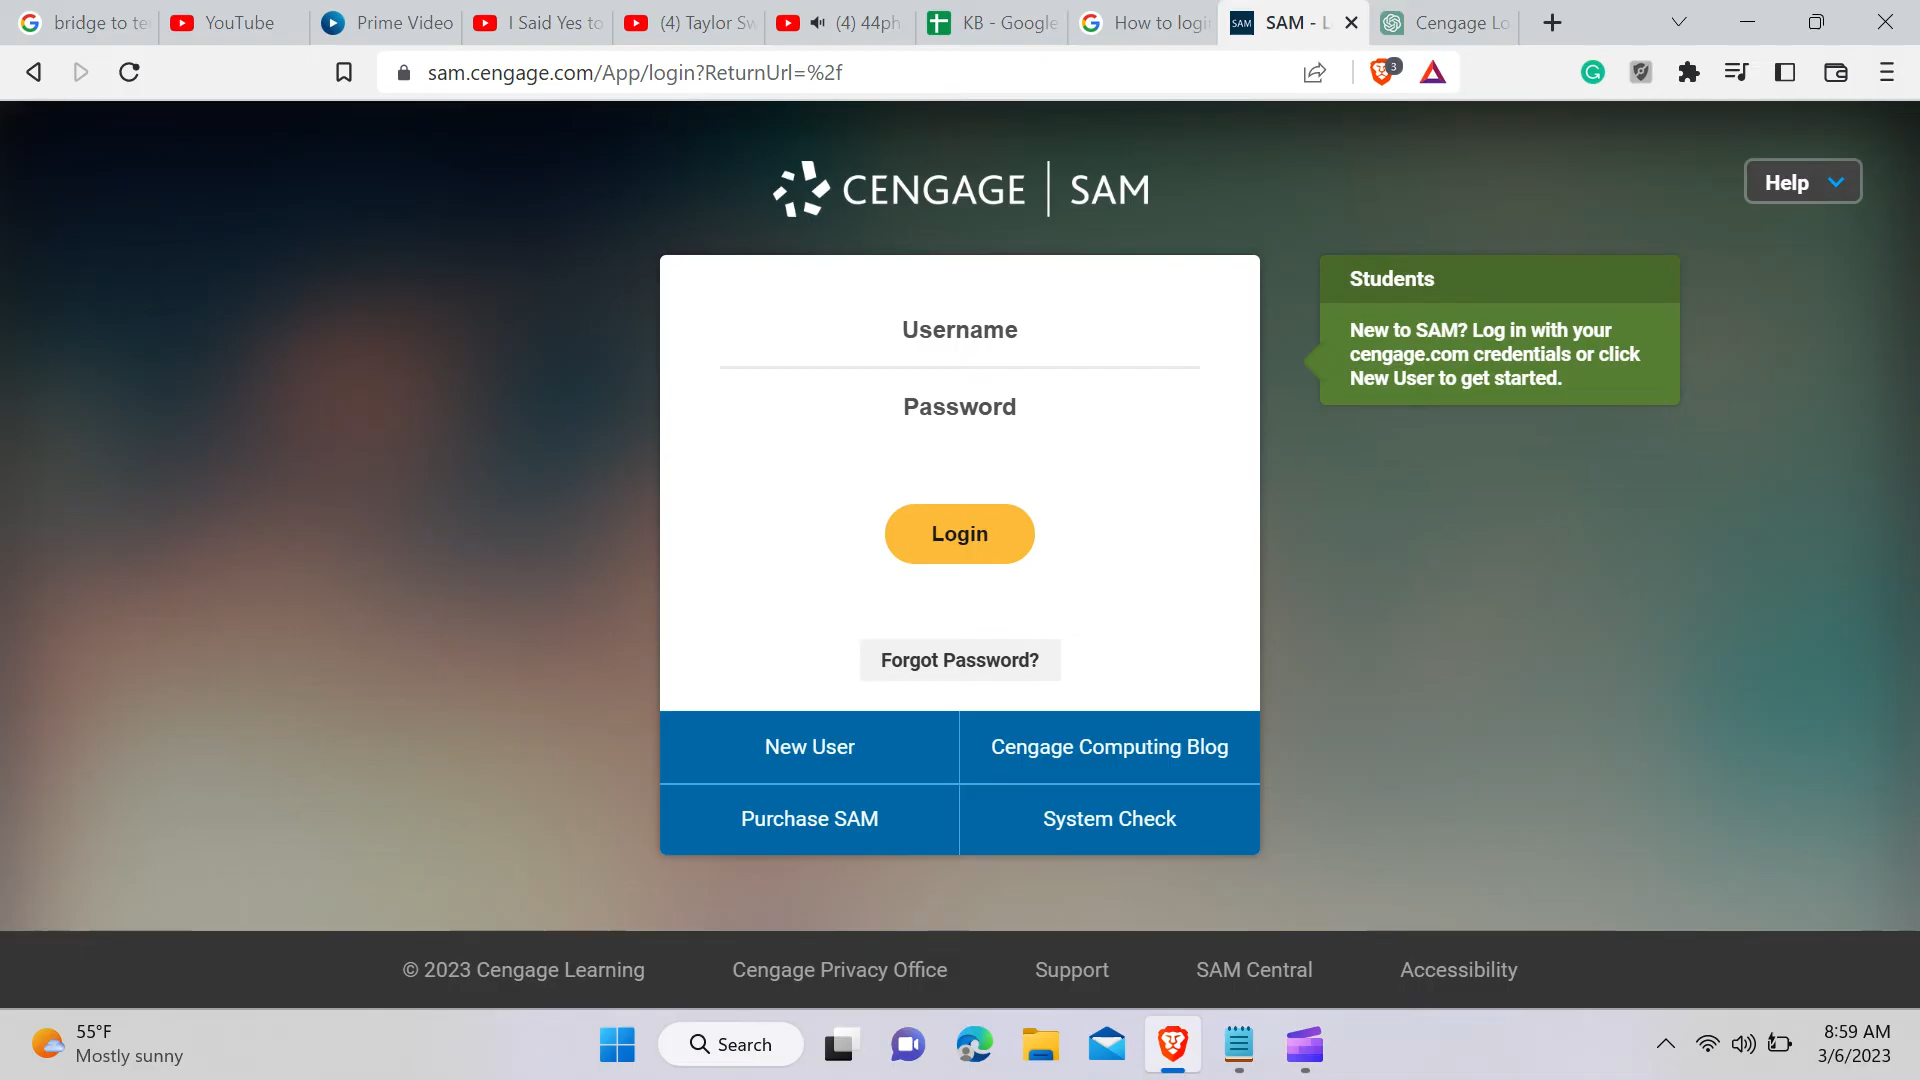 bridge to te
YouTube
Prime Video
I Said Yes to
(4) Taylor Sw
(4) 44ph
KB - Google
How to logi
SAM
SAM - L
Cengage Lo
sam.cengage.com/App/login?ReturnUrl=%2f
3
CENGAGE | SAM
Help
Username
Password
Login
Forgot Password?
New User
Cengage Computing Blog
Purchase SAM
System Check
Students
New to SAM? Log in with your
cengage.com credentials or click
New User to get started.
© 2023 Cengage Learning
Cengage Privacy Office
Support
SAM Central
Accessibility
55°F
Mostly sunny
Search
8:59 AM
3/6/2023